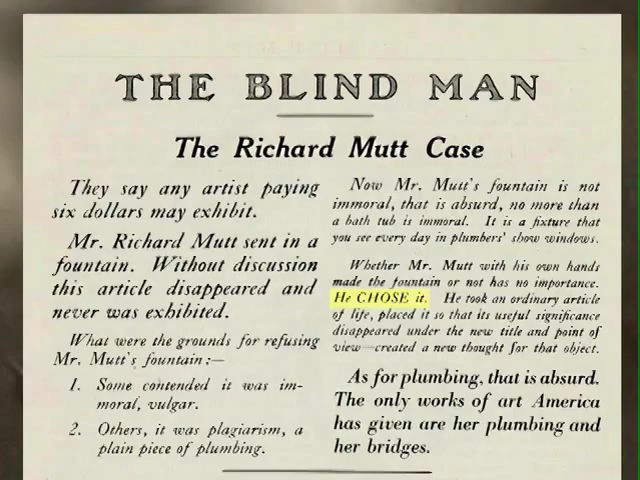 THE BLIND MAN
The Richard Mutt Case
They say any artist paying
six dollars may exhibit.
Mr. Richard Mutt sent in a
fountain. Without discussion
this article disappeared and
never was exhibited.
What were the grounds for refusing
Mr. Mutt's fountain:—
1. Some contended it was im-
moral, vulgar.
2. Others, it was plagiarism, a
plain piece of plumbing.
Now Mr. Mutt's fountain is not
immoral, that is absurd, no more than
a bath tub is immoral. It is a fixture that
you see every day in plumbers' show windows.
Whether Mr. Mutt with his own hands
made the fountain or not has no importance.
He CHOSE it. He took an ordinary article
of life, placed it so that its useful significance
disappeared under the new title and point of
view—created a new thought for that object.
As for plumbing, that is absurd.
The only works of art America
has given are her plumbing and
her bridges.